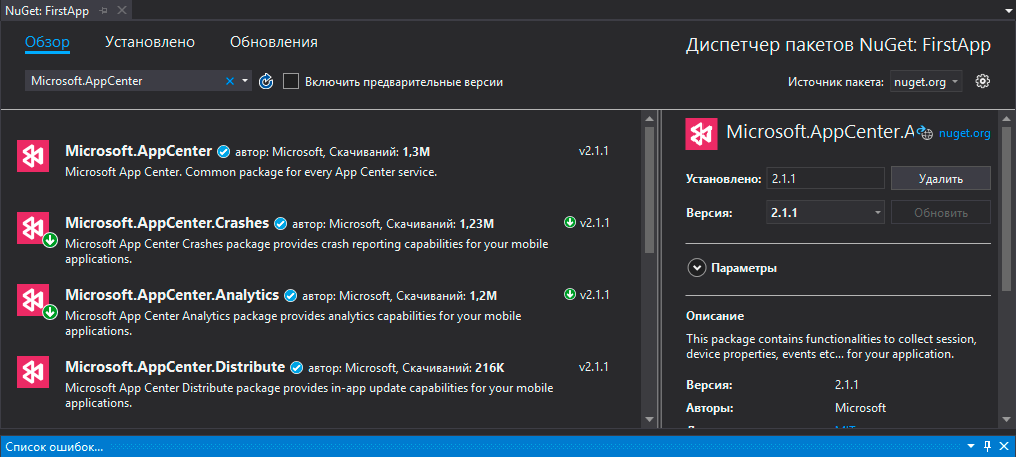 NuGet: FirstApp
Обзор
Установлено
Обновления
Диспетчер пакетов NuGet: FirstApp
Microsoft.AppCenter
Включить предварительные версии
Источник пакета: nuget.org
Microsoft.AppCenter автор: Microsoft, Скачиваний: 1,3M v2.1.1
Microsoft App Center. Common package for every App Center service.
Microsoft.AppCenter.Crashes автор: Microsoft, Скачиваний: 1,23M v2.1.1
Microsoft App Center Crashes package provides crash reporting capabilities for your mobile
applications.
Microsoft.AppCenter.Analytics автор: Microsoft, Скачиваний: 1,2M v2.1.1
Microsoft App Center Analytics package provides analytics capabilities for your mobile
applications.
Microsoft.AppCenter.Distribute автор: Microsoft, Скачиваний: 216K v2.1.1
Microsoft App Center Distribute package provides in-app update capabilities for your mobile
applications.
Microsoft.AppCenter.A nuget.org
Установлено: 2.1.1 Удалить
Версия: 2.1.1 Обновить
Параметры
Описание
This package contains functionalities to collect session,
device properties, events etc... for your application.
Версия: 2.1.1
Авторы: Microsoft
Список ошибок...